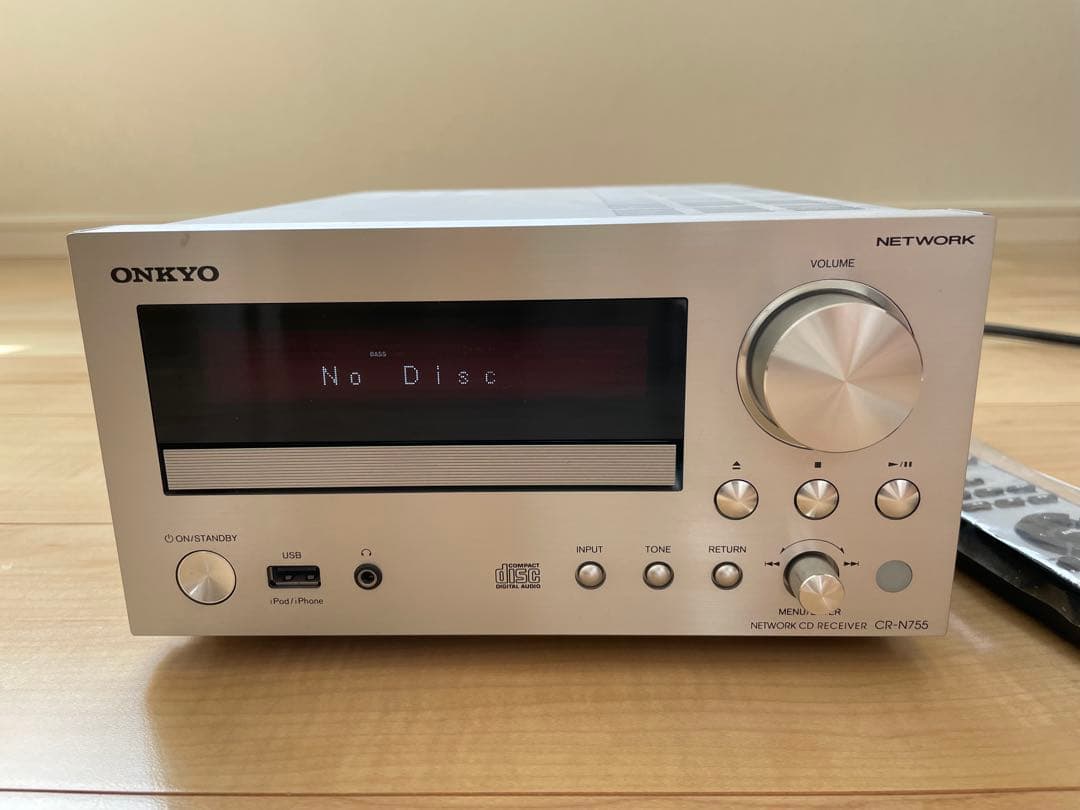 ONKYO
NETWORK
VOLUME
BASS
No Disc
ON/STANDBY
USB
iPod/iPhone
COMPACT
disc
DIGITAL AUDIO
INPUT
TONE
RETURN
NETWORK CD RECEIVER CR-N755